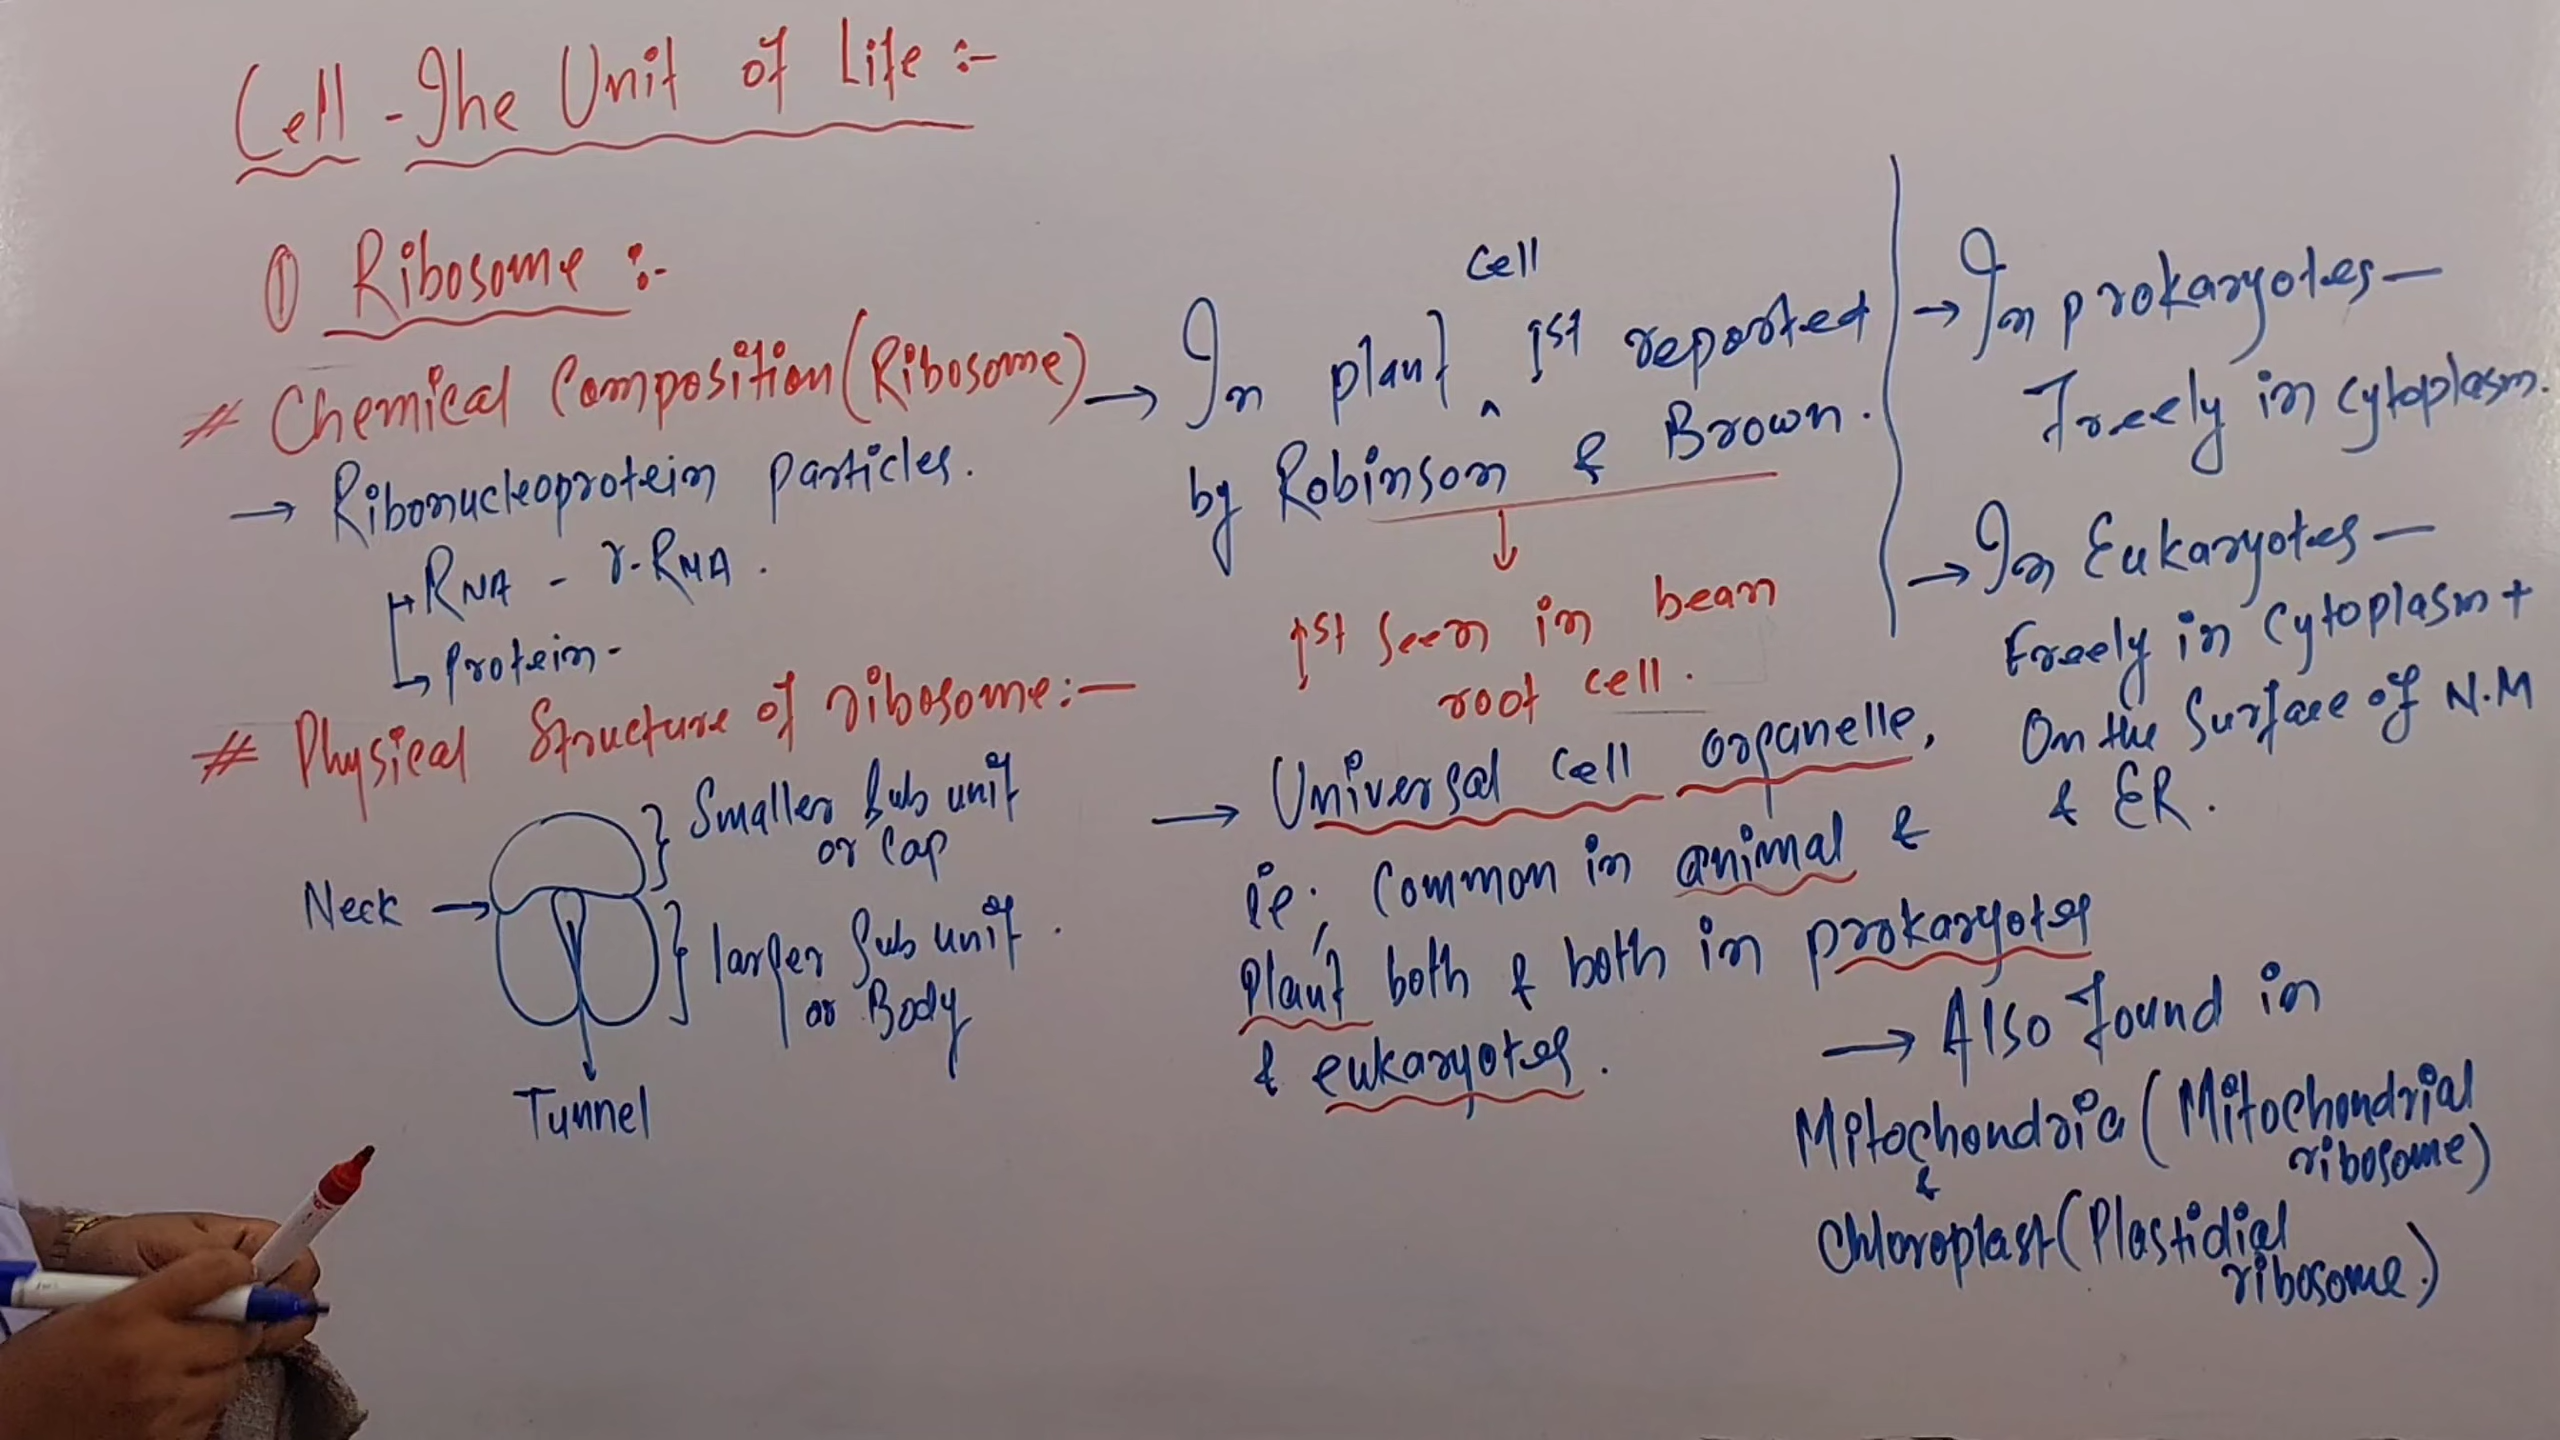 Cell - The Unit of Life :-
① Ribosome :-
# Chemical Composition (Ribosome)
→ Ribonucleoprotein particles.
→ RNA - r-RNA.
→ Protein -
# Physical Structure of ribosome:-
Smaller Sub unit
or Cap
Neck →
larger Sub unit.
or Body
Tunnel
→ In plant cell ^ 1st reported
by Robinson & Brown.
↓
1st Seen in bean
root cell.
→ Universal cell organelle,
ie; Common in animal &
Plant both & both in prokaryotes
& eukaryotes.
→ In prokaryotes —
Freely in cytoplasm.
→ In Eukaryotes —
Freely in Cytoplasm +
On the Surface of N.M
& ER.
→ Also Found in
Mitochondria (Mitochondrial
ribosome)
&
Chloroplast (Plastidial
ribosome.)